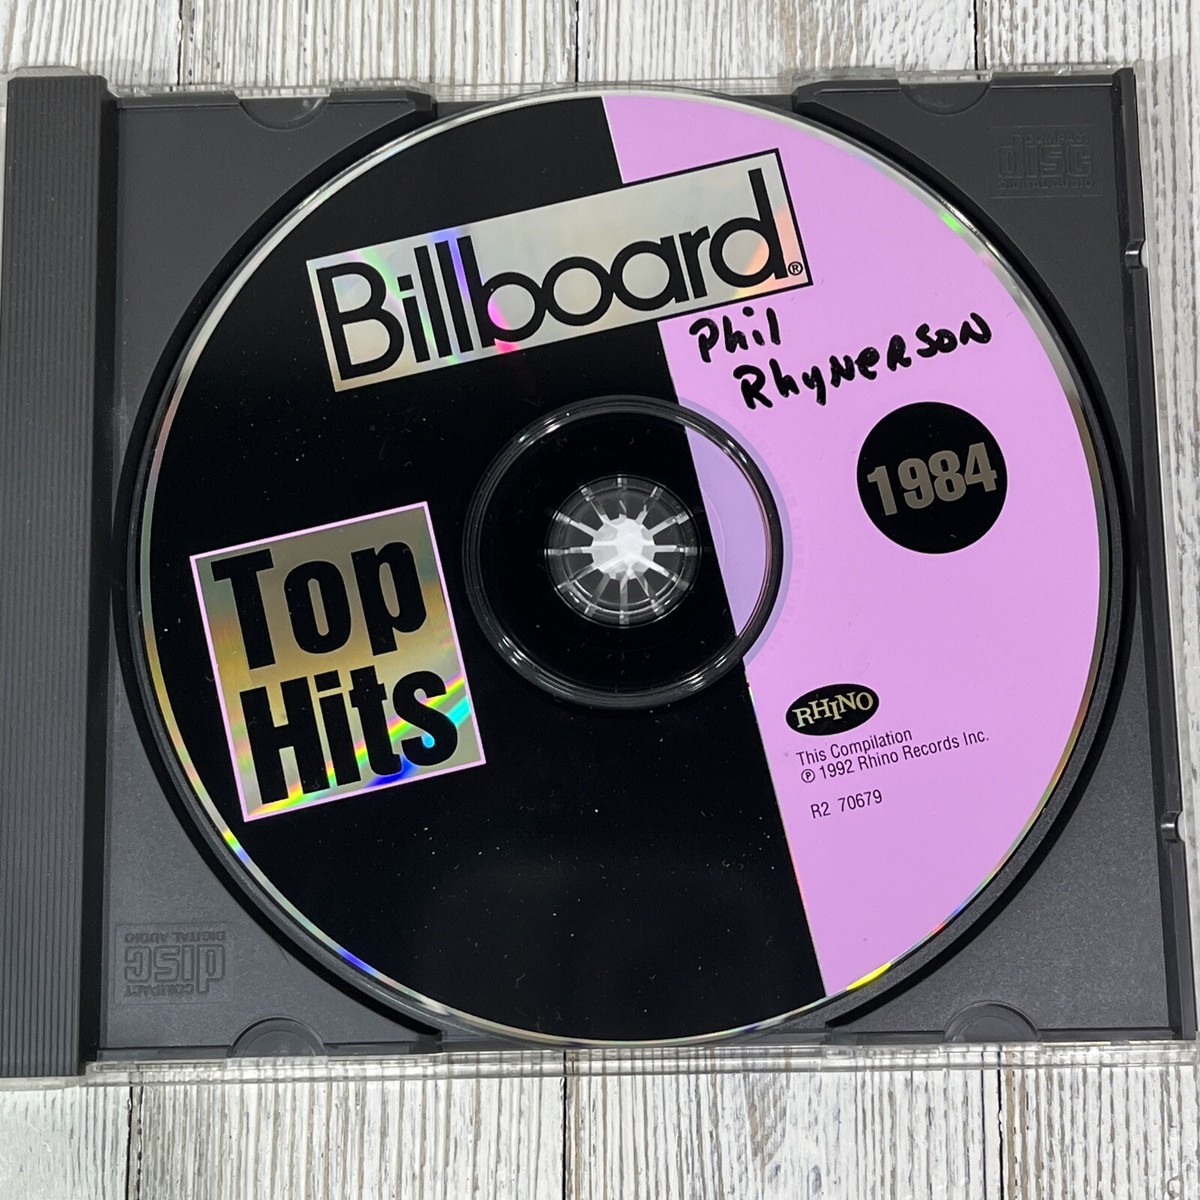 Billboard®
Phil
Rhynerson
1984
Top
Hits
RHINO
This Compilation
℗ 1992 Rhino Records Inc.
R2 70679
COMPACT
disc
DIGITAL AUDIO
COMPACT
disc
DIGITAL AUDIO